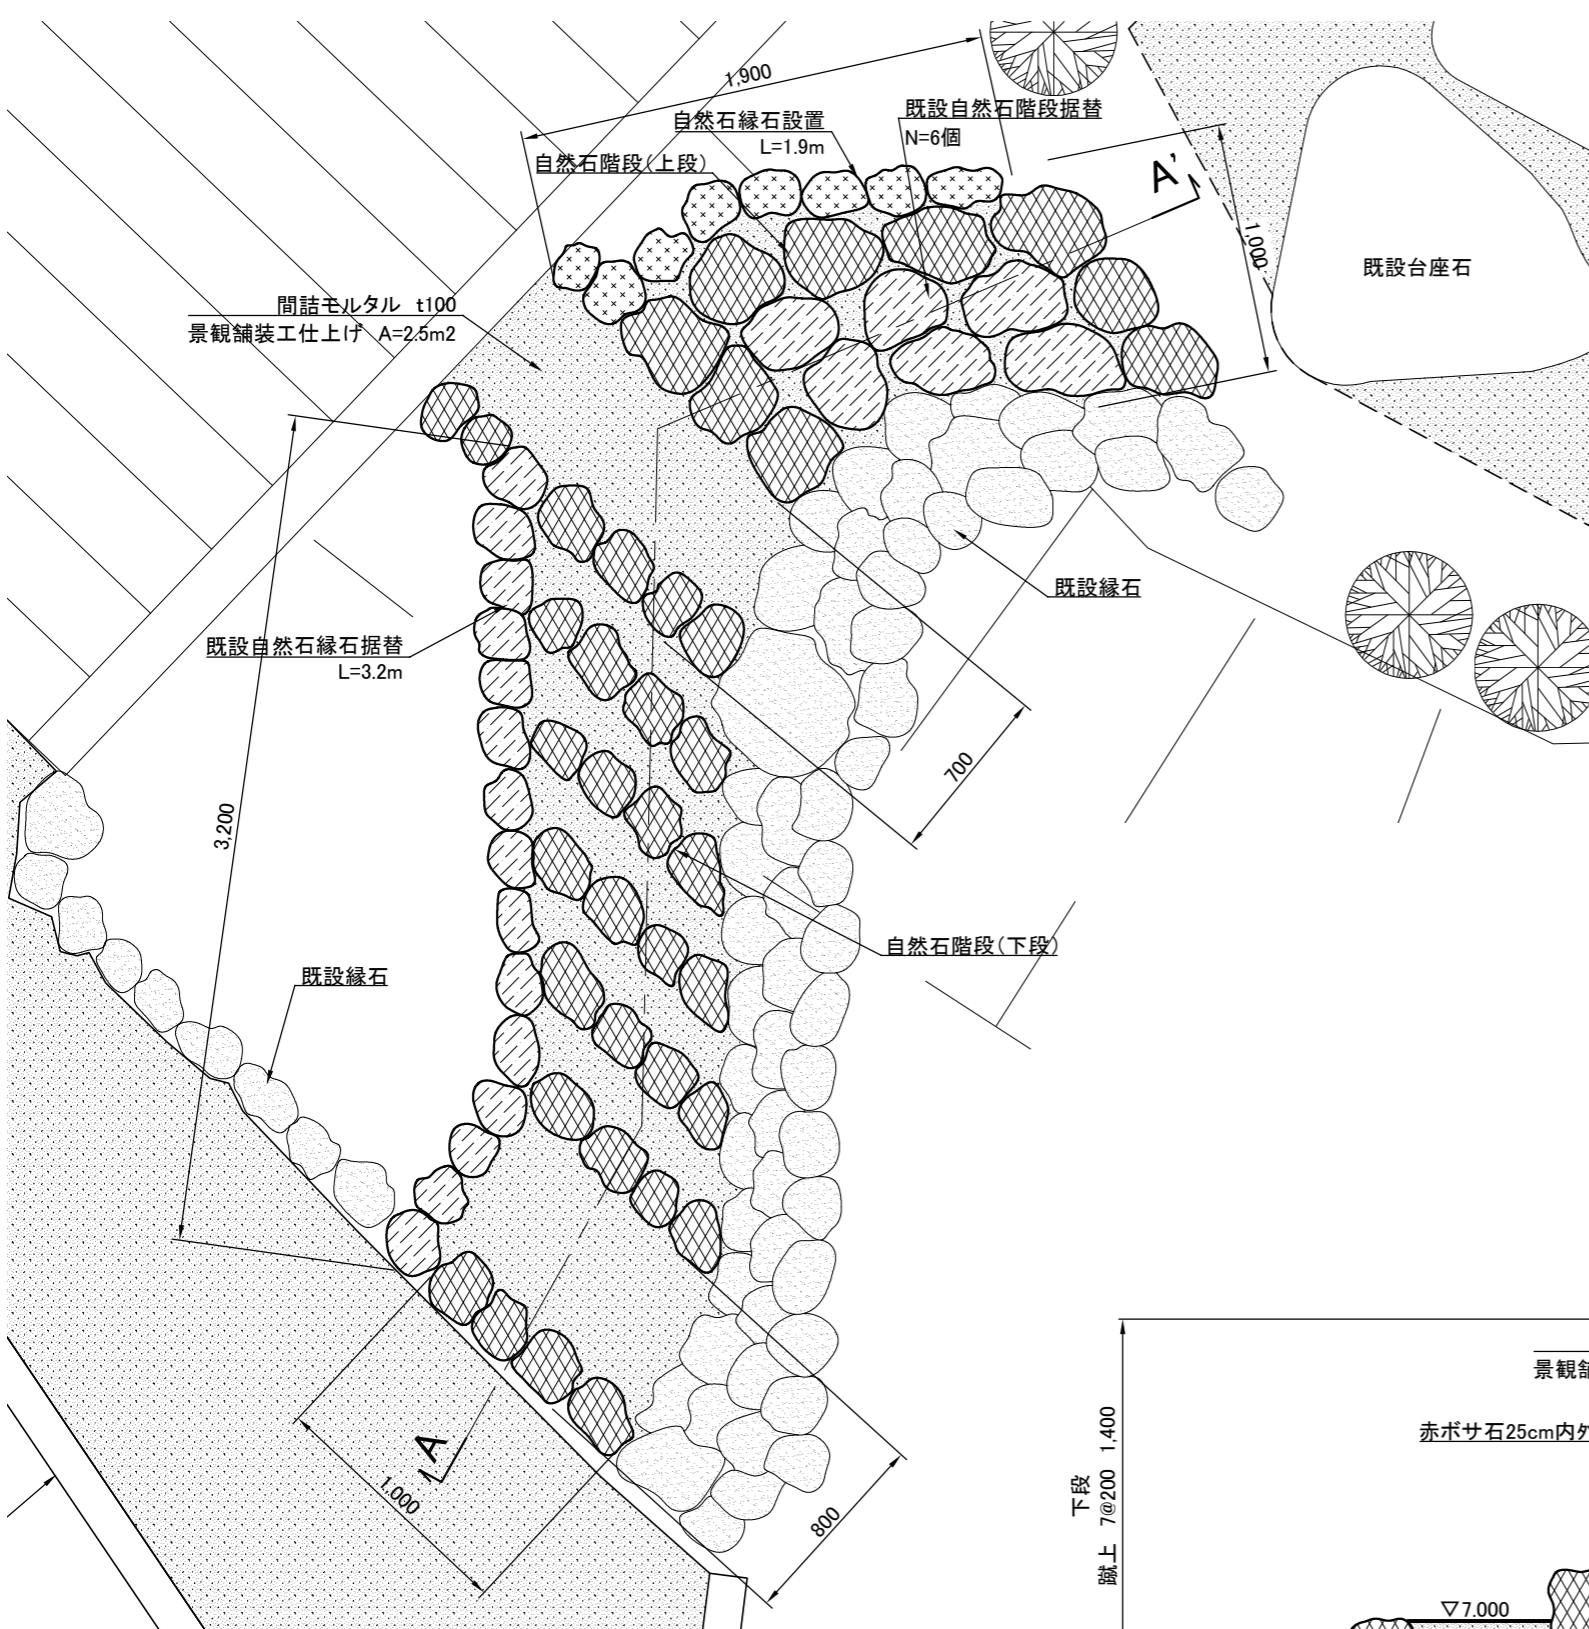 1,900
既設自然石階段据替
N=6個
自然石縁石設置
L=1.9m
自然石階段(上段)
A'
1,000
既設台座石
間詰モルタル t100
景観舗装工仕上げ A=2.5m2
既設縁石
既設自然石縁石据替
L=3.2m
700
3,200
自然石階段(下段)
既設縁石
A
1,000
800
下段
蹴上 7@200 1,400
赤ボサ石25cm内
▽7.000